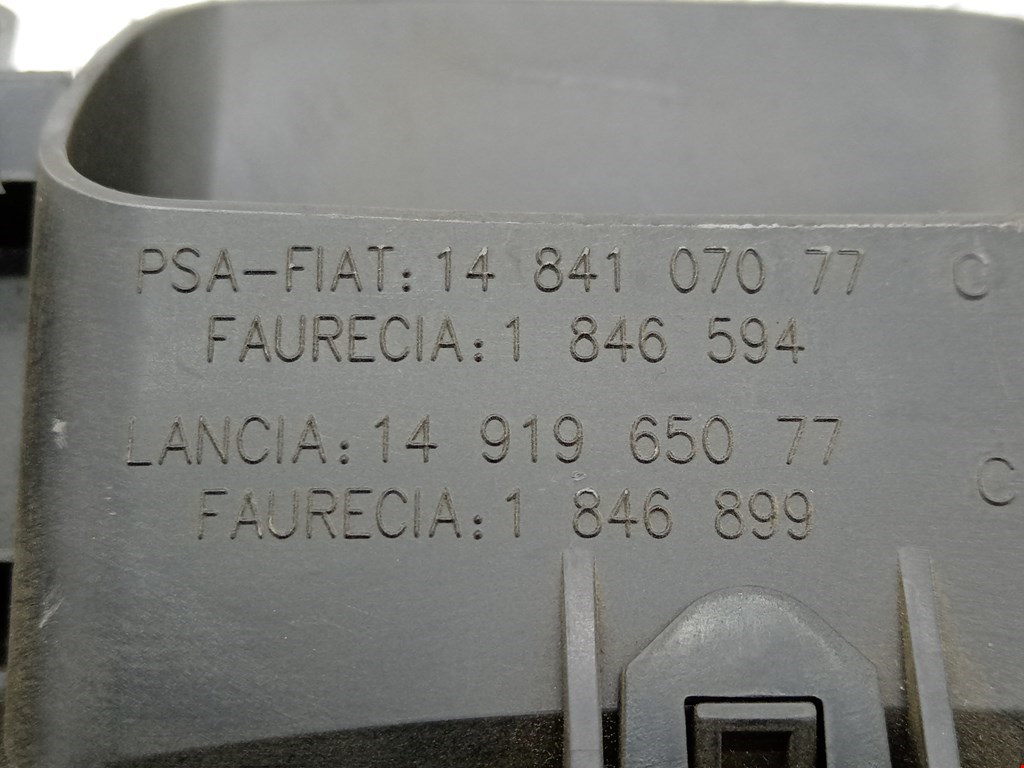 PSA-FIAT: 14 841 070 77 C
FAURECIA: 1 846 594
LANCIA: 14 919 650 77
C
FAURECIA: 1 846 899